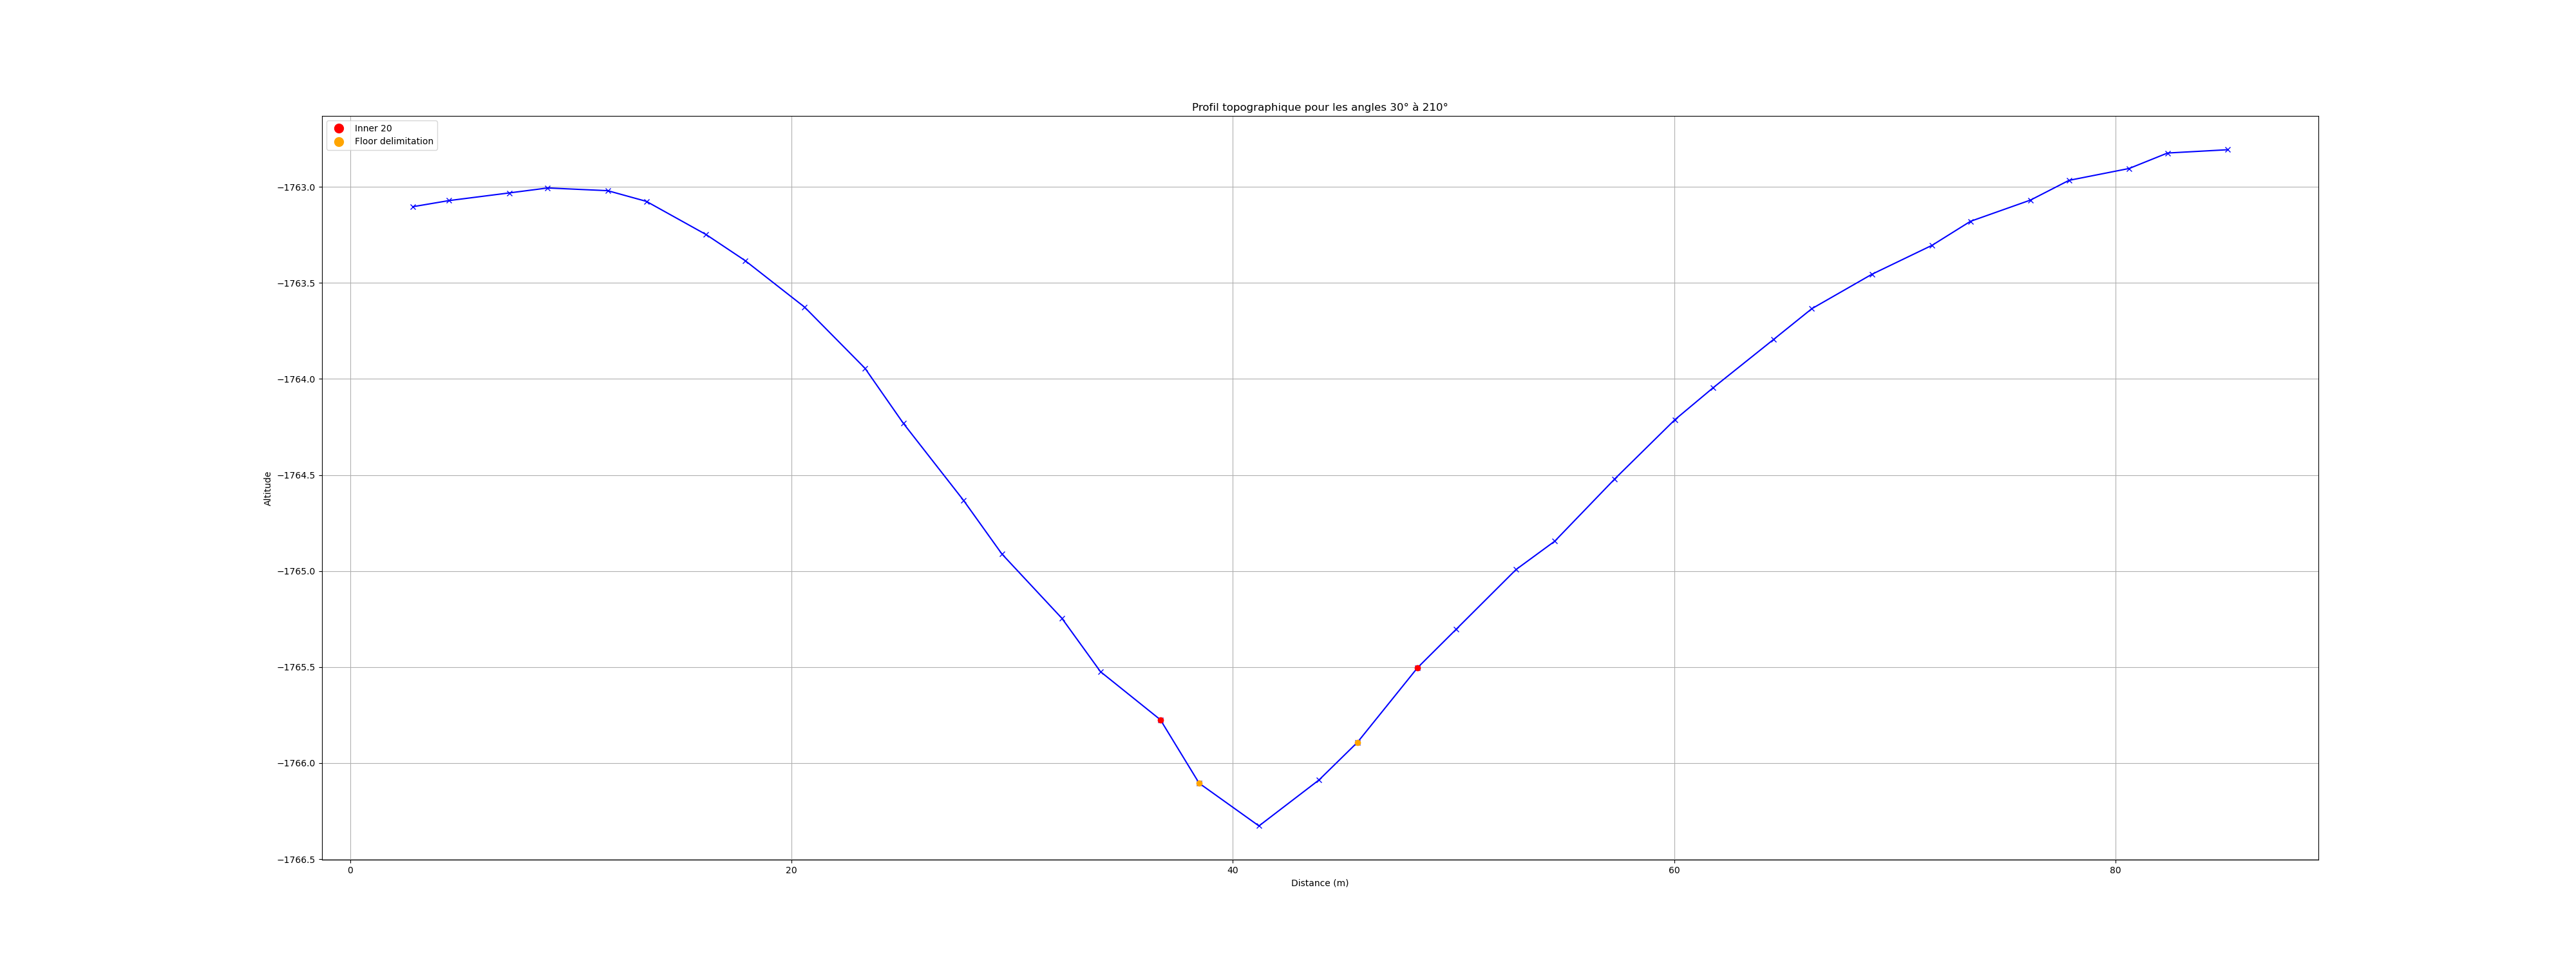 Profil topographique pour les angles 30° à 210°
Inner 20
Floor delimitation
−1763.0
−1763.5
−1764.0
−1764.5
−1765.0
−1765.5
−1766.0
−1766.5
Altitude
0 20 40 60 80
Distance (m)